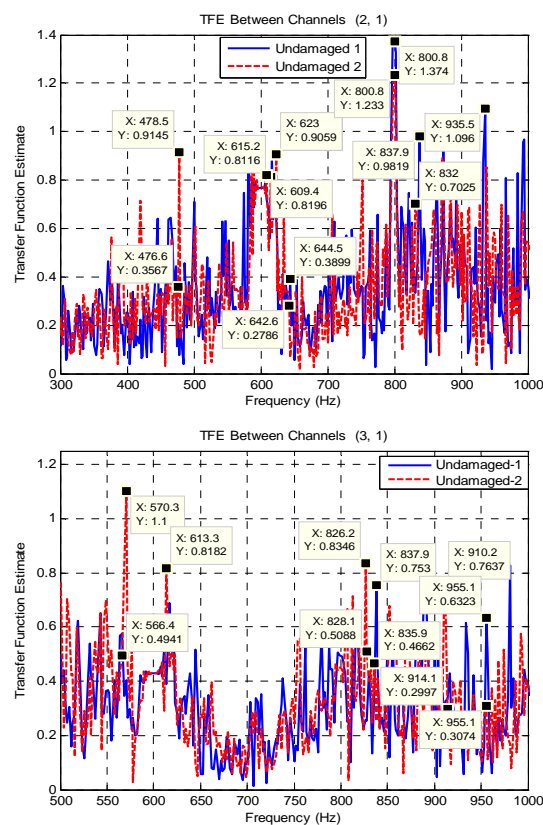 TFE Between Channels (2, 1)
Undamaged 1
Undamaged 2
X: 478.5
Y: 0.9145
X: 615.2
Y: 0.8116
X: 623
Y: 0.9059
X: 800.8
Y: 1.233
X: 800.8
Y: 1.374
X: 935.5
Y: 1.096
X: 837.9
Y: 0.9819
X: 832
Y: 0.7025
X: 609.4
Y: 0.8196
X: 476.6
Y: 0.3567
X: 644.5
Y: 0.3899
X: 642.6
Y: 0.2786
Transfer Function Estimate
1.4
1.2
1
0.8
0.6
0.4
0.2
0
300
400
500
600
700
800
900
1000
Frequency (Hz)
TFE Between Channels (3, 1)
Undamaged-1
Undamaged-2
X: 570.3
Y: 1.1
X: 613.3
Y: 0.8182
X: 566.4
Y: 0.4941
X: 826.2
Y: 0.8346
X: 837.9
Y: 0.753
X: 910.2
Y: 0.7637
X: 955.1
Y: 0.6323
X: 828.1
Y: 0.5088
X: 835.9
Y: 0.4662
X: 914.1
Y: 0.2997
X: 955.1
Y: 0.3074
Transfer Function Estimate
1.2
1
0.8
0.6
0.4
0.2
0
500
550
600
650
700
750
800
850
900
950
1000
Frequency (Hz)